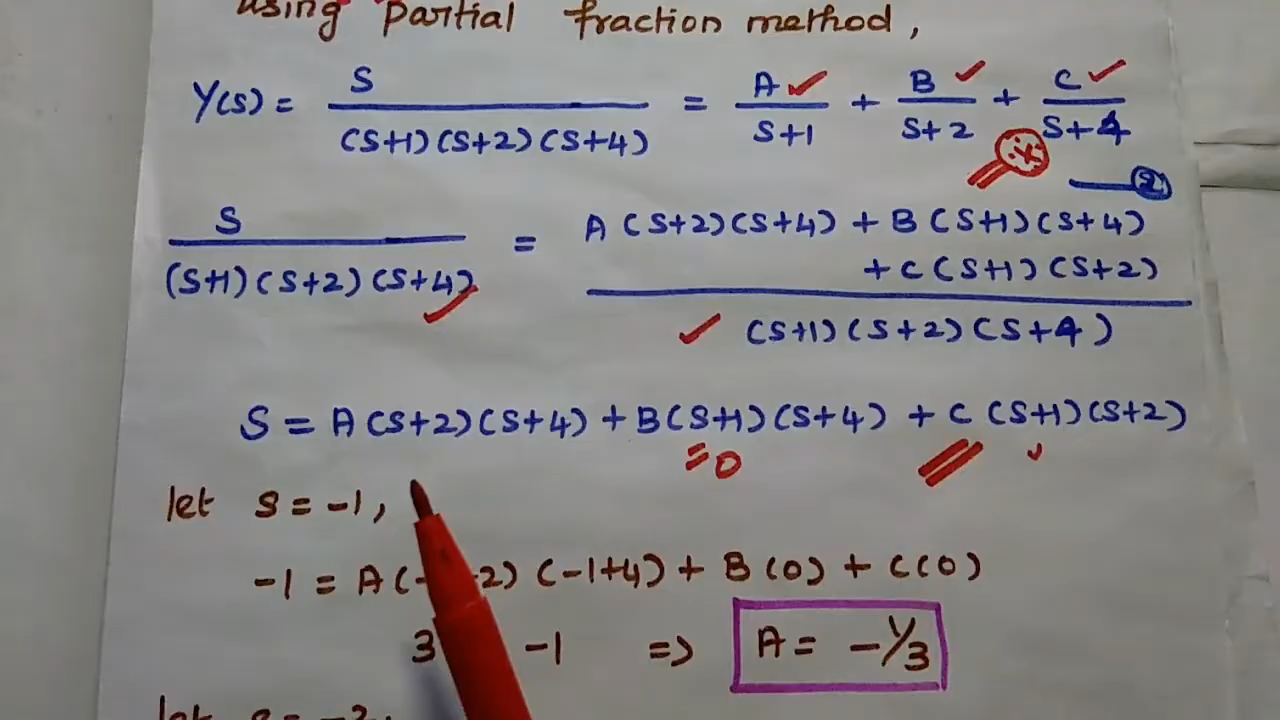 using partial fraction method,
Y(S) = S / (S+1)(S+2)(S+4) = A / S+1 + B / S+2 + C / S+4 — ②
S / (S+1)(S+2)(S+4) = A(S+2)(S+4) + B(S+1)(S+4) + C(S+1)(S+2) / (S+1)(S+2)(S+4)
S = A(S+2)(S+4) + B(S+1)(S+4) + C(S+1)(S+2)
=0
let s = -1,
-1 = A( 2)(-1+4) + B(0) + C(0)
3 -1 => A = -1/3
let s = -2,